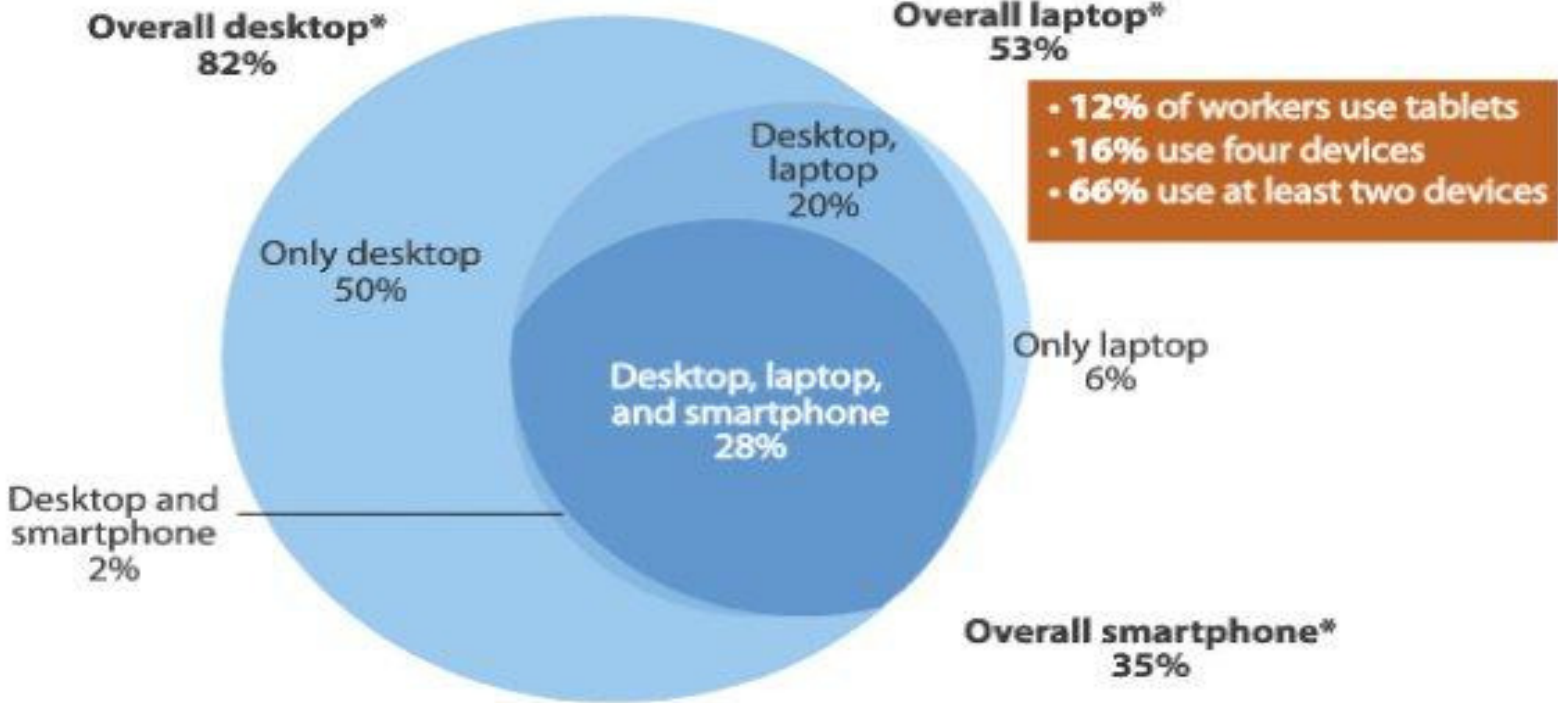 Overall desktop*
82%
Overall laptop*
53%
• 12% of workers use tablets
• 16% use four devices
• 66% use at least two devices
Desktop,
laptop
20%
Only desktop
50%
Only laptop
6%
Desktop, laptop,
and smartphone
28%
Desktop and
smartphone
2%
Overall smartphone*
35%